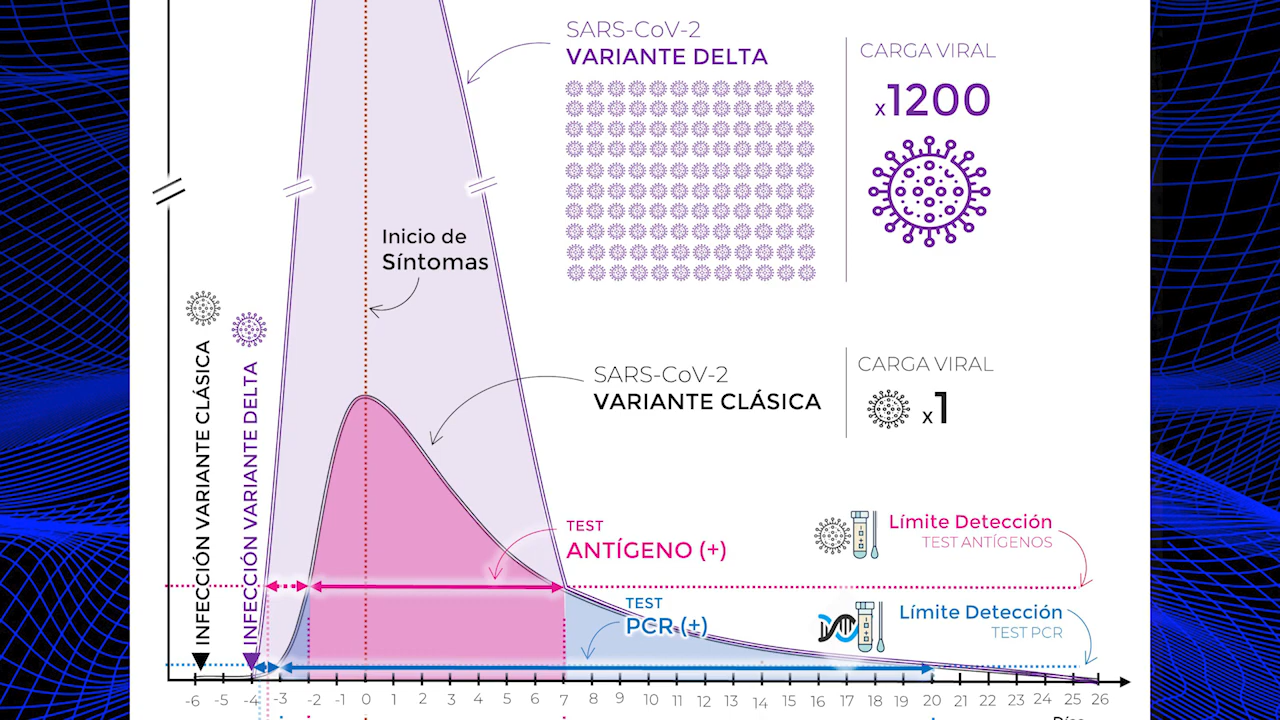 SARS-CoV-2
VARIANTE DELTA
CARGA VIRAL
x1200
Inicio de
Síntomas
SARS-CoV-2
VARIANTE CLÁSICA
CARGA VIRAL
x1
INFECCIÓN VARIANTE CLÁSICA
INFECCIÓN VARIANTE DELTA
TEST
ANTÍGENO (+)
Límite Detección
TEST ANTÍGENOS
TEST
PCR (+)
Límite Detección
TEST PCR
-6 -5 -4 -3 -2 -1 0 1 2 3 4 5 6 7 8 9 10 11 12 13 14 15 16 17 18 19 20 21 22 23 24 25 26